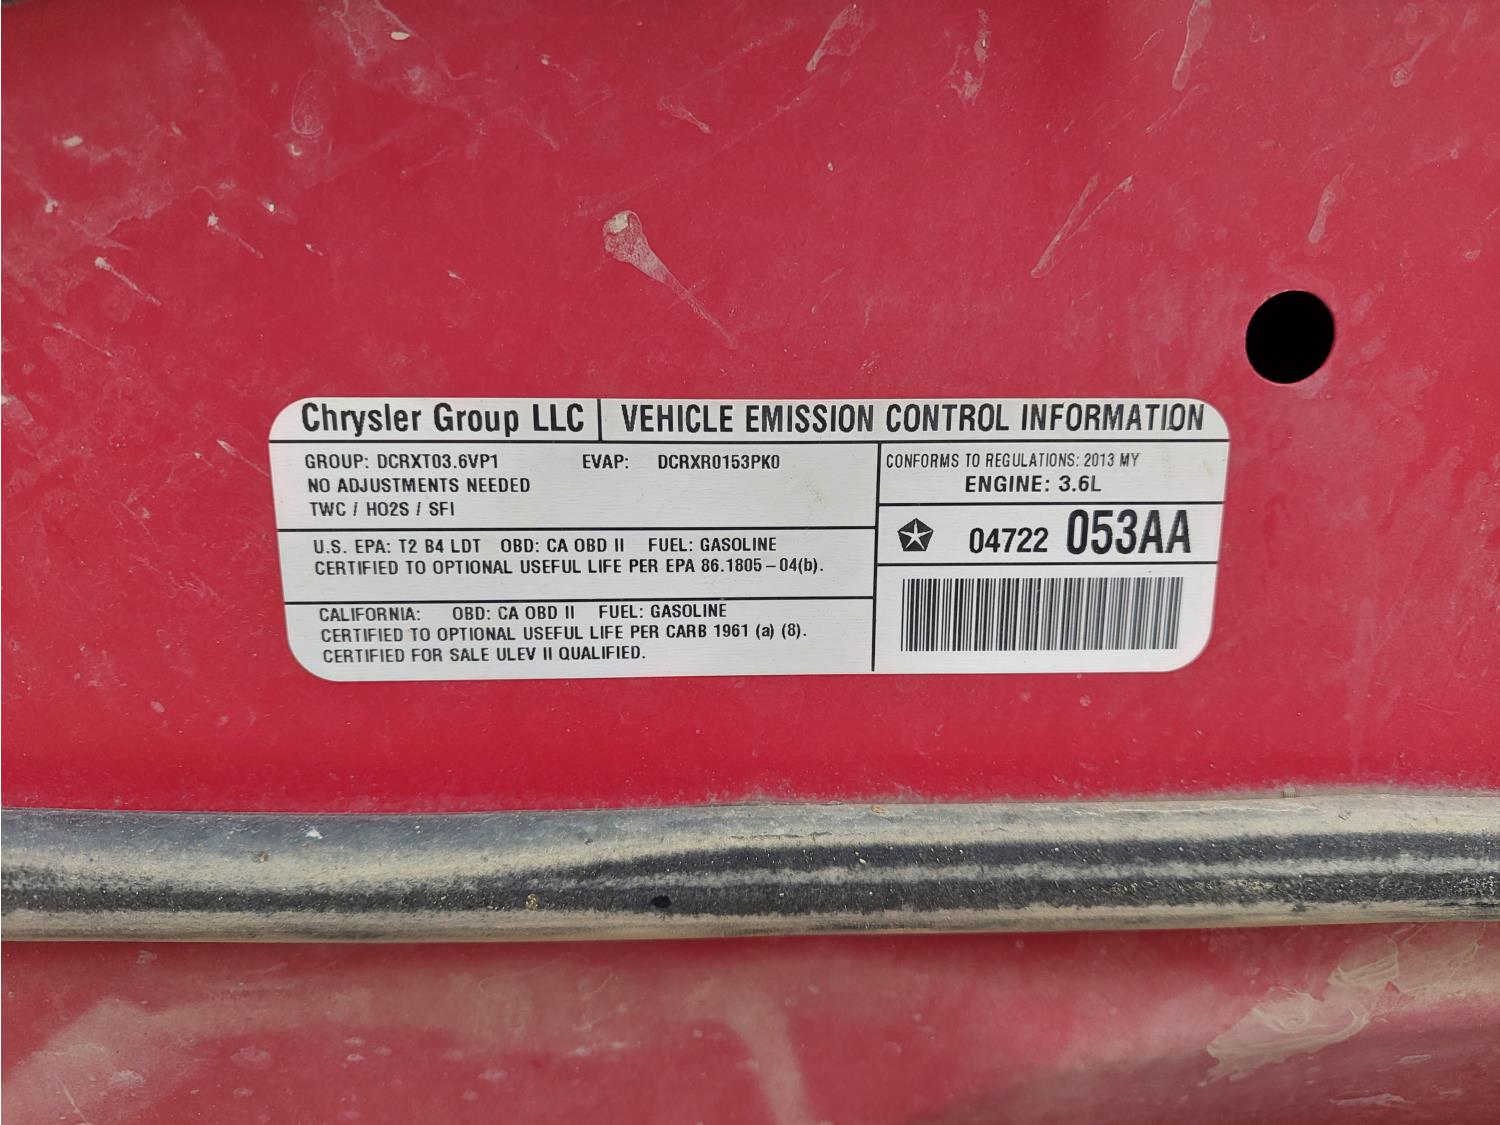 Chrysler Group LLC VEHICLE EMISSION CONTROL INFORMATION
GROUP: DCRXT03.6VP1 EVAP: DCRXR0153PK0
NO ADJUSTMENTS NEEDED
TWC / HO2S / SFI
CONFORMS TO REGULATIONS: 2013 MY
ENGINE: 3.6L
04722 053AA
U.S. EPA: T2 B4 LDT OBD: CA OBD II FUEL: GASOLINE
CERTIFIED TO OPTIONAL USEFUL LIFE PER EPA 86.1805-04(b).
CALIFORNIA: OBD: CA OBD II FUEL: GASOLINE
CERTIFIED TO OPTIONAL USEFUL LIFE PER CARB 1961 (a) (8).
CERTIFIED FOR SALE ULEV II QUALIFIED.